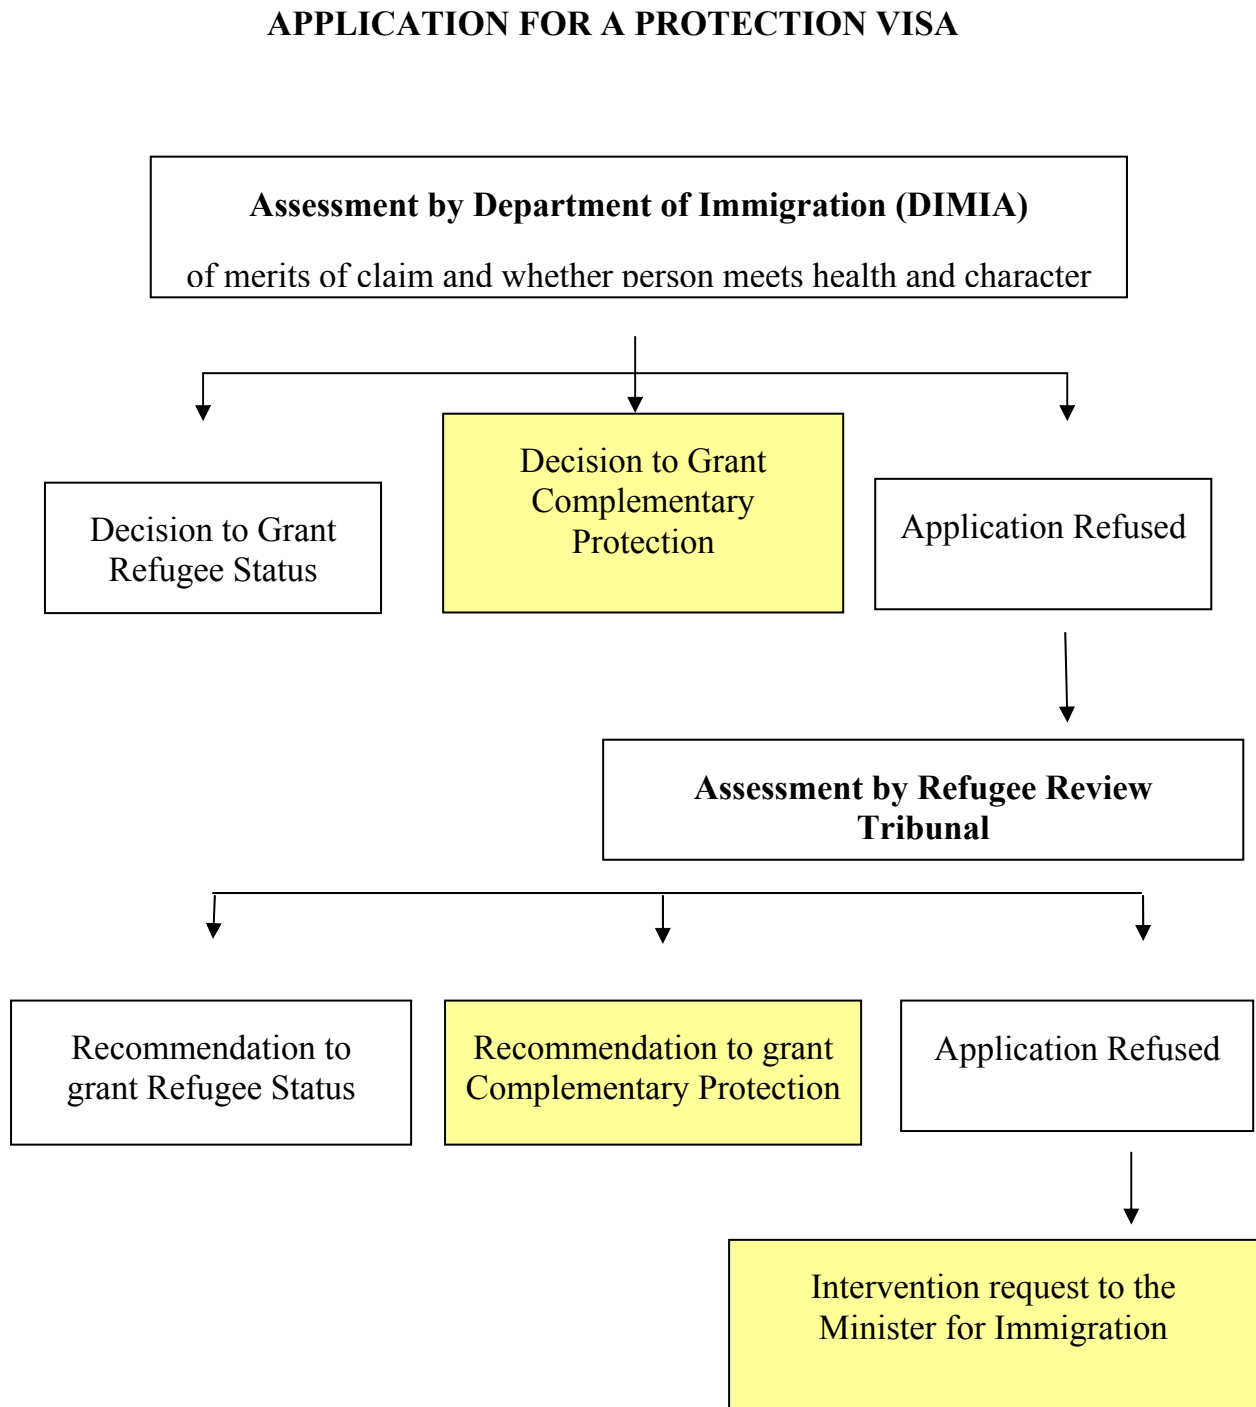 APPLICATION FOR A PROTECTION VISA
Assessment by Department of Immigration (DIMIA)
of merits of claim and whether person meets health and character
Decision to Grant
Refugee Status
Decision to Grant
Complementary
Protection
Application Refused
Assessment by Refugee Review
Tribunal
Recommendation to
grant Refugee Status
Recommendation to grant
Complementary Protection
Application Refused
Intervention request to the
Minister for Immigration